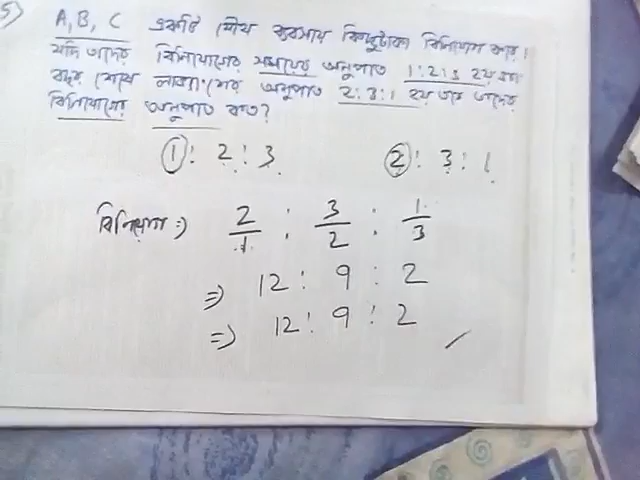 5) A, B, C একটি যৌথ ব্যবসায় কিছুটাকা বিনিয়োগ করে।
যদি তাদের বিনিয়োগের সময়ের অনুপাত 1:2:3 হয় এবং
বছর শেষে লাভাংশের অনুপাত 2:3:1 হয় তবে তাদের
বিনিয়োগের অনুপাত কত?
1 : 2 : 3 2 : 3 : 1
বিনিয়োগ ⇒) 2/1 : 3/2 : 1/3
⇒) 12 : 9 : 2
⇒) 12 : 9 : 2